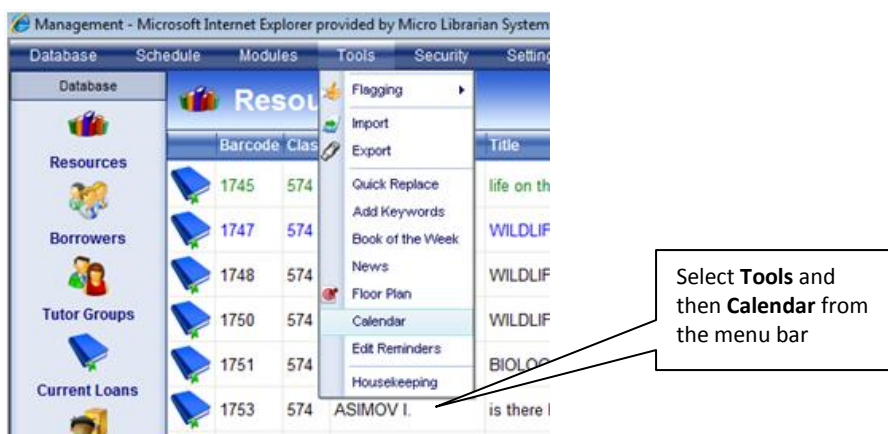 Management - Microsoft Internet Explorer provided by Micro Librarian System
Database Schedule Modules Tools Security Setting
Database
Resources
Borrowers
Tutor Groups
Current Loans
Resou
Flagging
Import
Export
Quick Replace
Add Keywords
Book of the Week
News
Floor Plan
Calendar
Edit Reminders
Housekeeping
Barcode Clas Title
1745 574 life on th
1747 574 WILDLIF
1748 574 WILDLIF
1750 574 WILDLIF
1751 574 BIOLOG
1753 574 ASIMOV I. is there
Select Tools and
then Calendar from
the menu bar